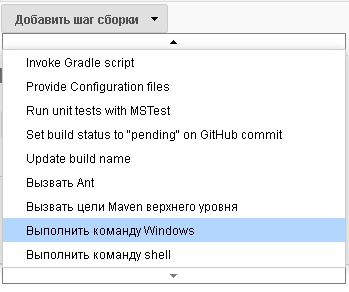 Добавить шаг сборки
Invoke Gradle script
Provide Configuration files
Run unit tests with MSTest
Set build status to "pending" on GitHub commit
Update build name
Вызвать Ant
Вызвать цели Maven верхнего уровня
Выполнить команду Windows
Выполнить команду shell